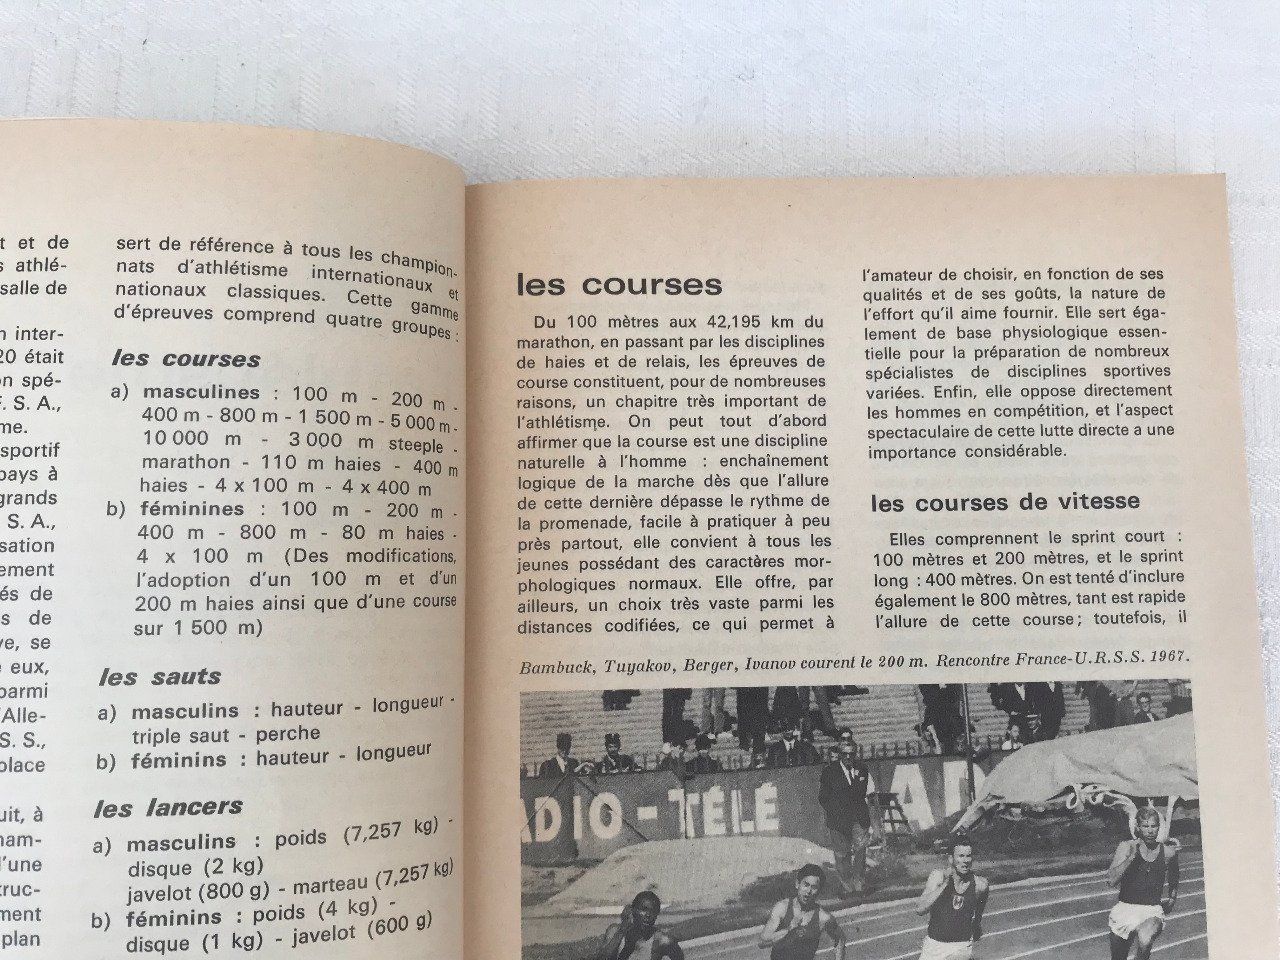 t et de
s athlé-
salle de
n inter-
20 était
on spé-
F. S. A.,
me.
sportif
pays à
grands
S. A.,
sation
ement
és de
s de
ve, se
eux,
parmi
'Alle-
S. S.,
place
uit, à
ham-
l'une
truc-
ment
plan
sert de référence à tous les champion-
nats d'athlétisme internationaux et
nationaux classiques. Cette gamme
d'épreuves comprend quatre groupes :
les courses
a) masculines : 100 m - 200 m -
400 m - 800 m - 1 500 m - 5 000 m -
10 000 m - 3 000 m steeple -
marathon - 110 m haies - 400 m
haies - 4 x 100 m - 4 x 400 m
b) féminines : 100 m - 200 m -
400 m - 800 m - 80 m haies -
4 x 100 m (Des modifications,
l'adoption d'un 100 m et d'un
200 m haies ainsi que d'une course
sur 1 500 m)
les sauts
a) masculins : hauteur - longueur -
triple saut - perche
b) féminins : hauteur - longueur
les lancers
a) masculins : poids (7,257 kg) -
disque (2 kg)
javelot (800 g) - marteau (7,257 kg)
b) féminins : poids (4 kg) -
disque (1 kg) - javelot (600 g)
les courses
Du 100 mètres aux 42,195 km du
marathon, en passant par les disciplines
de haies et de relais, les épreuves de
course constituent, pour de nombreuses
raisons, un chapitre très important de
l'athlétisme. On peut tout d'abord
affirmer que la course est une discipline
naturelle à l'homme : enchaînement
logique de la marche dès que l'allure
de cette dernière dépasse le rythme de
la promenade, facile à pratiquer à peu
près partout, elle convient à tous les
jeunes possédant des caractères mor-
phologiques normaux. Elle offre, par
ailleurs, un choix très vaste parmi les
distances codifiées, ce qui permet à
l'amateur de choisir, en fonction de ses
qualités et de ses goûts, la nature de
l'effort qu'il aime fournir. Elle sert éga-
lement de base physiologique essen-
tielle pour la préparation de nombreux
spécialistes de disciplines sportives
variées. Enfin, elle oppose directement
les hommes en compétition, et l'aspect
spectaculaire de cette lutte directe a une
importance considérable.
les courses de vitesse
Elles comprennent le sprint court :
100 mètres et 200 mètres, et le sprint
long : 400 mètres. On est tenté d'inclure
également le 800 mètres, tant est rapide
l'allure de cette course; toutefois, il
Bambuck, Tuyakov, Berger, Ivanov courent le 200 m. Rencontre France-U.R.S.S. 1967.
ADIO - TÉLÉ
AD